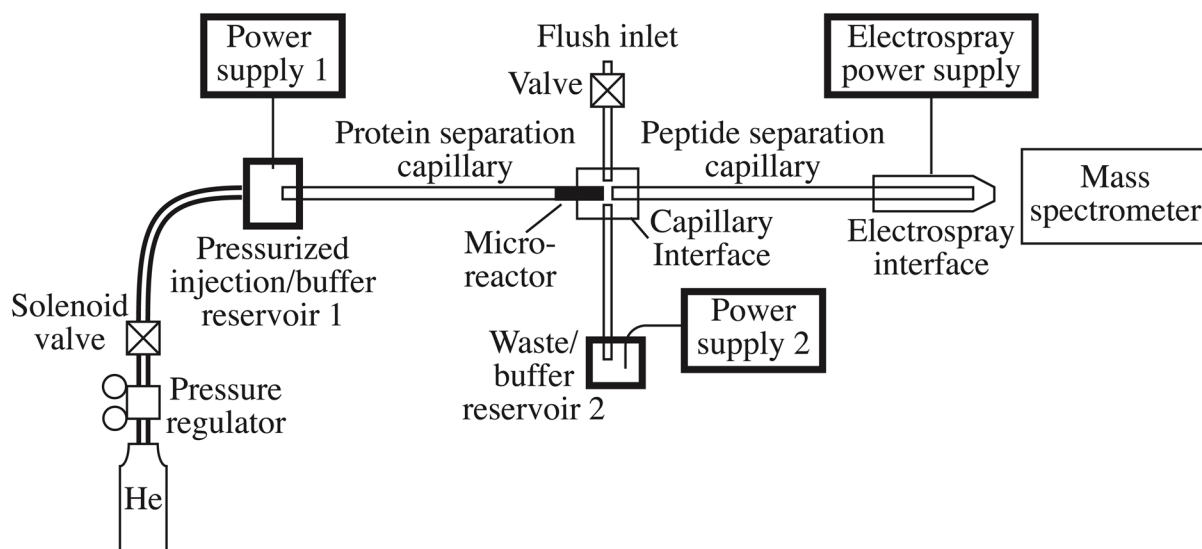 Power
supply 1
Flush inlet
Valve
Electrospray
power supply
Protein separation
capillary
Peptide separation
capillary
Mass
spectrometer
Micro-
reactor
Capillary
Interface
Electrospray
interface
Pressurized
injection/buffer
reservoir 1
Solenoid
valve
Waste/
buffer
reservoir 2
Power
supply 2
Pressure
regulator
He